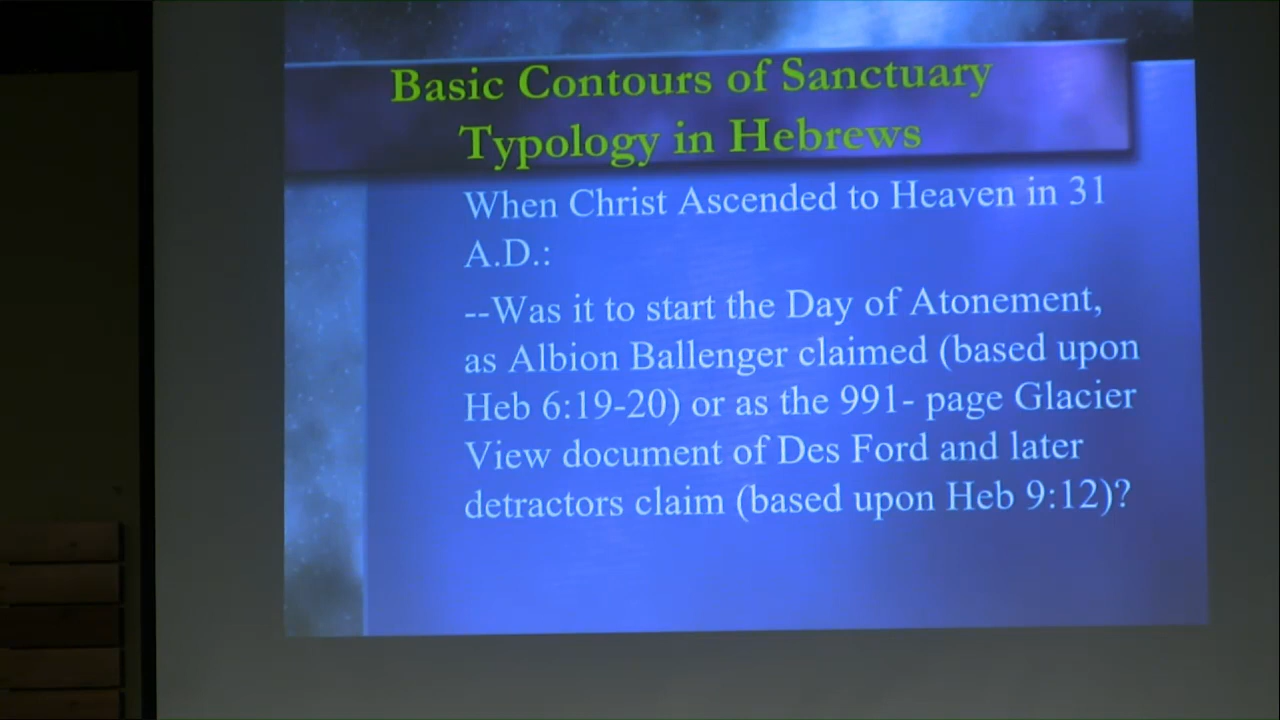 Basic Contours of Sanctuary
Typology in Hebrews
When Christ Ascended to Heaven in 31
A.D.:
--Was it to start the Day of Atonement,
as Albion Ballenger claimed (based upon
Heb 6:19-20) or as the 991- page Glacier
View document of Des Ford and later
detractors claim (based upon Heb 9:12)?